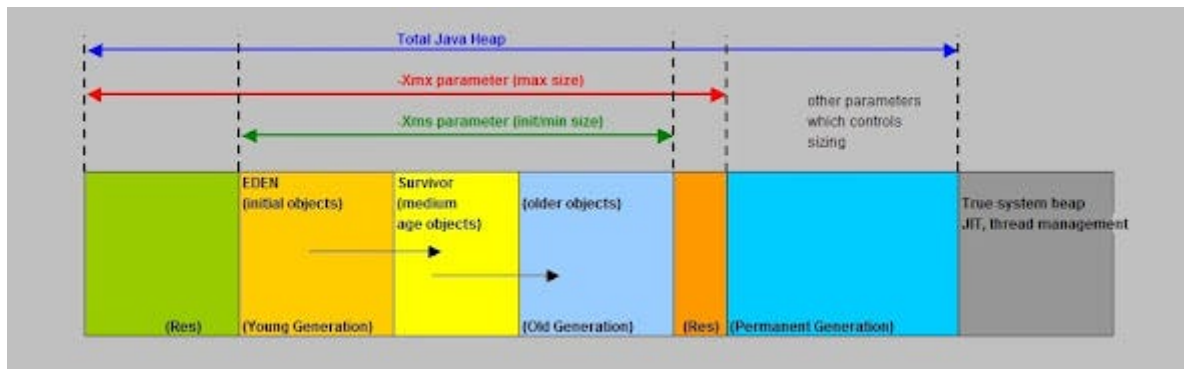 Total Java Heap
-Xmx parameter (max size)
-Xms parameter (init/min size)
other parameters
which controls
sizing
EDEN
(initial objects)
Survivor
(medium
age objects)
(older objects)
True system heap
JIT, thread management
(Res)
(Young Generation)
(Old Generation)
(Res)
(Permanent Generation)